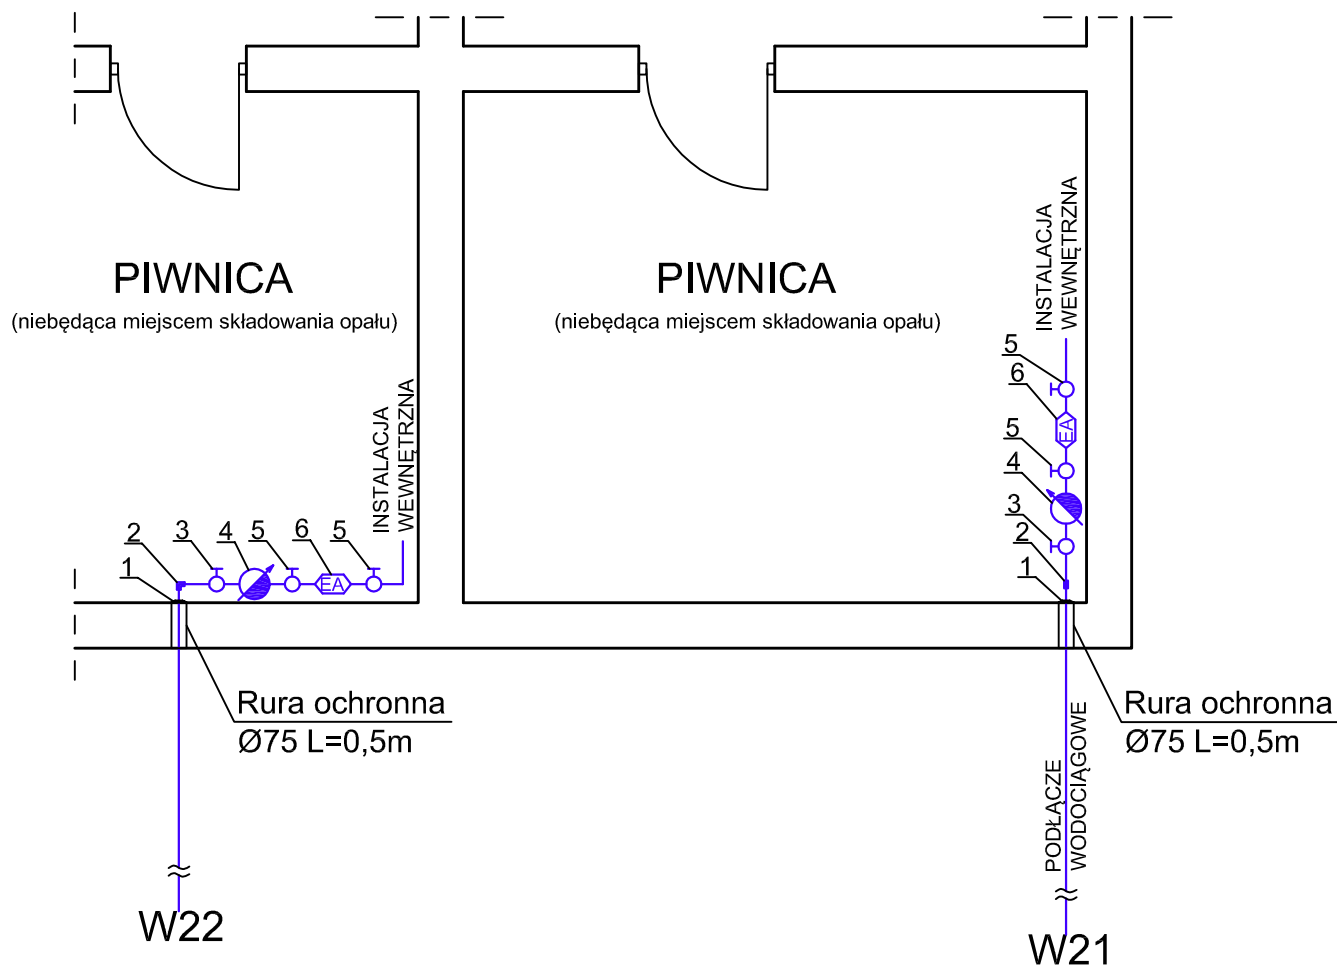 PIWNICA
(niebędąca miejscem składowania opału)
PIWNICA
(niebędąca miejscem składowania opału)
INSTALACJA
WEWNĘTRZNA
INSTALACJA
WEWNĘTRZNA
5
6
5
4
3
2
1
2
3
4
5
6
5
1
EA
EA
Rura ochronna
Ø75 L=0,5m
Rura ochronna
Ø75 L=0,5m
PODŁĄCZE
WODOCIĄGOWE
W22
W21